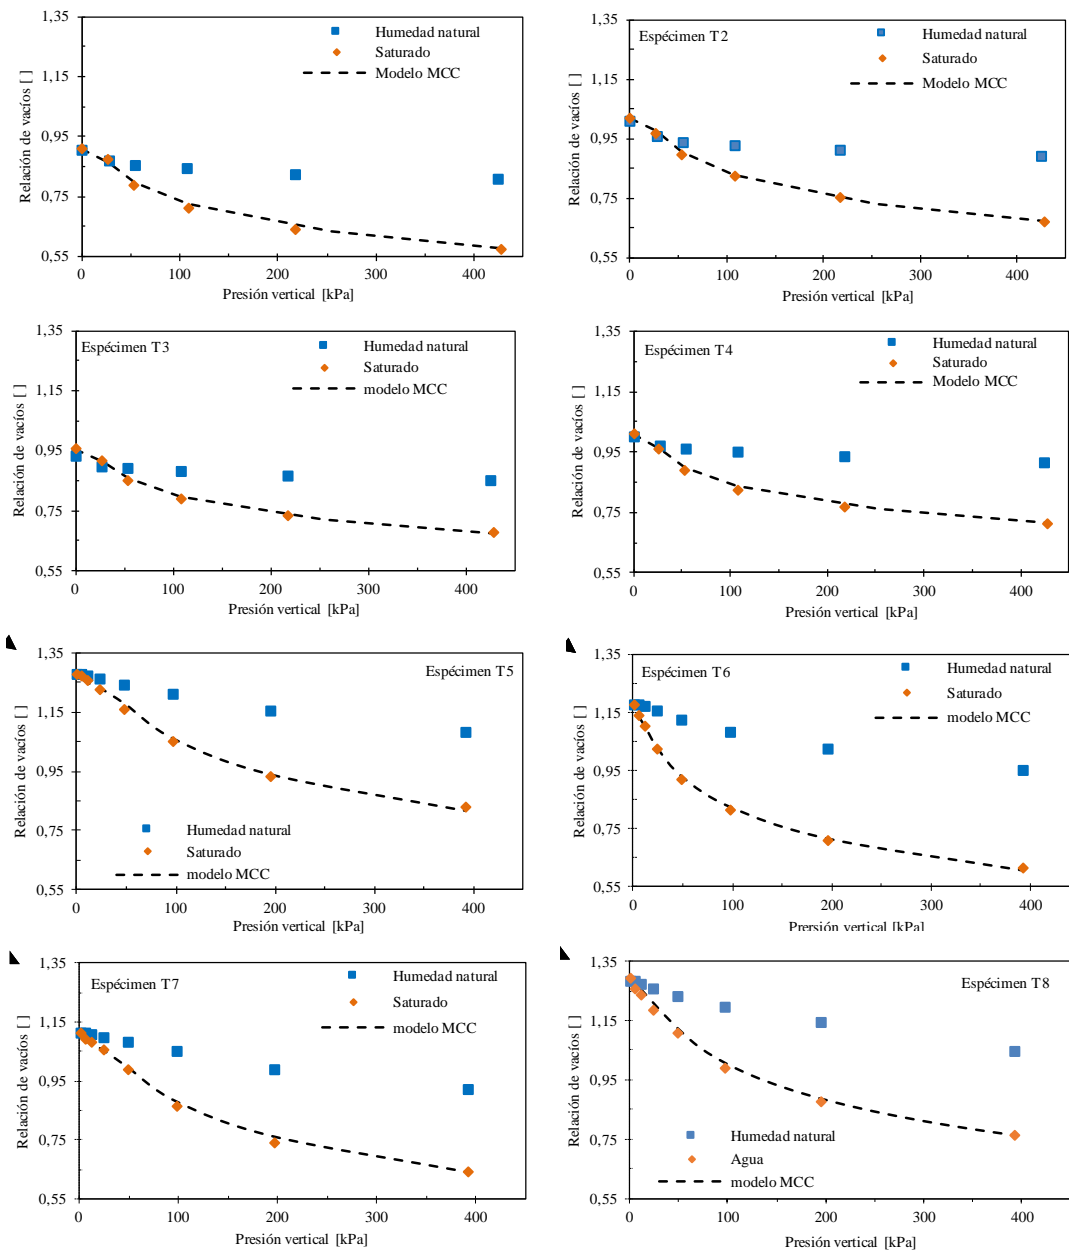 1,35
1,15
0,95
0,75
0,55
Relación de vacíos [ ]
Humedad natural
Saturado
Modelo MCC
0 100 200 300 400
Presión vertical [kPa]
1,35
1,15
0,95
0,75
0,55
Relación de vacíos [ ]
Espécimen T2
Humedad natural
Saturado
Modelo MCC
0 100 200 300 400
Presión vertical [kPa]
1,35
1,15
0,95
0,75
0,55
Relación de vacíos [ ]
Espécimen T3
Humedad natural
Saturado
modelo MCC
0 100 200 300 400
Presión vertical [kPa]
1,35
1,15
0,95
0,75
0,55
Relación de vacíos [ ]
Espécimen T4
Humedad natural
Saturado
Modelo MCC
0 100 200 300 400
Presión vertical [kPa]
1,35
1,15
0,95
0,75
0,55
Relación de vacíos [ ]
Espécimen T5
Humedad natural
Saturado
modelo MCC
0 100 200 300 400
Presión vertical [kPa]
1,35
1,15
0,95
0,75
0,55
Relación de vacíos [ ]
Espécimen T6
Humedad natural
Saturado
modelo MCC
0 100 200 300 400
Presión vertical [kPa]
1,35
1,15
0,95
0,75
0,55
Relación de vacíos [ ]
Espécimen T7
Humedad natural
Saturado
modelo MCC
0 100 200 300 400
Presión vertical [kPa]
1,35
1,15
0,95
0,75
0,55
Relación de vacíos [ ]
Espécimen T8
Humedad natural
Agua
modelo MCC
0 100 200 300 400
Presión vertical [kPa]